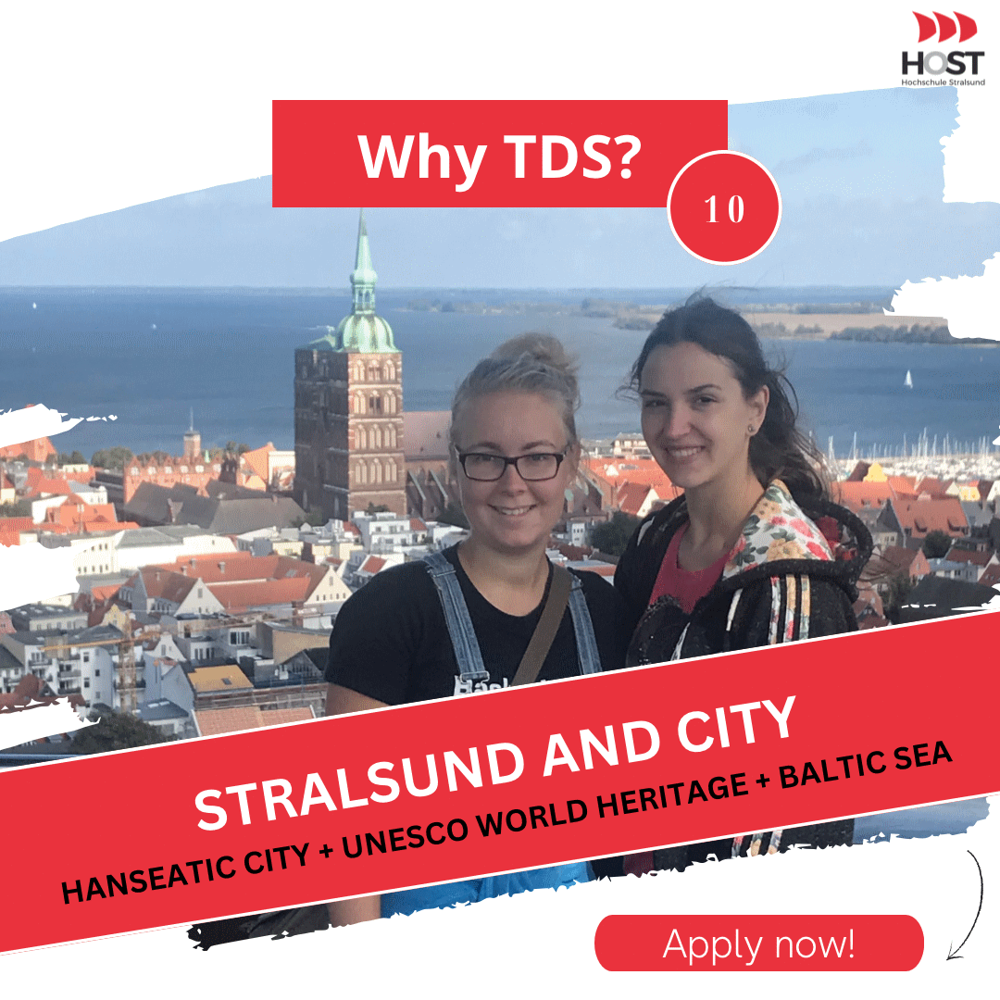 HOST
Hochschule Stralsund
Why TDS?
10
STRALSUND AND CITY
HANSEATIC CITY + UNESCO WORLD HERITAGE + BALTIC SEA
Apply now!